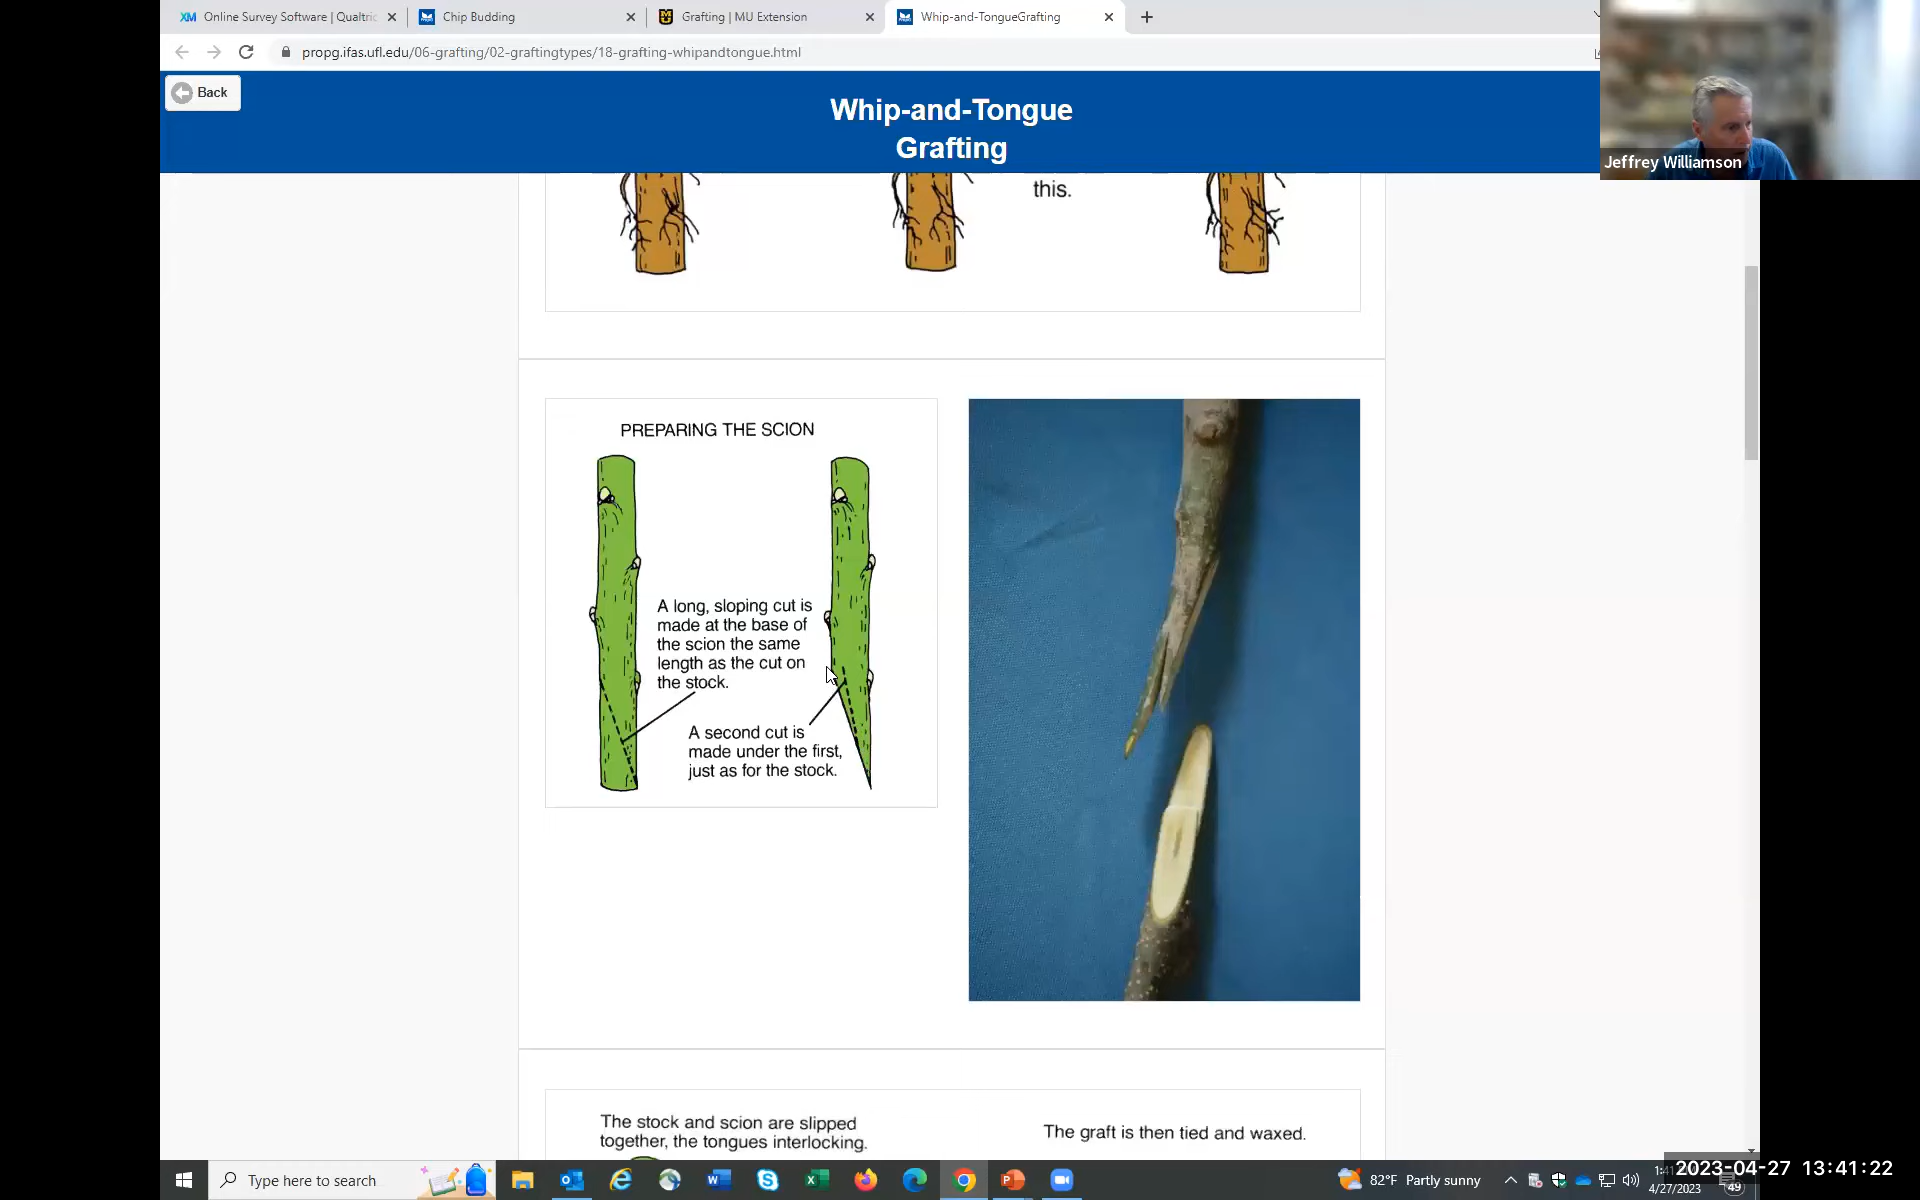 Online Survey Software | Qualtric
Chip Budding
Grafting | MU Extension
Whip-and-TongueGrafting
propg.ifas.ufl.edu/06-grafting/02-graftingtypes/18-grafting-whipandtongue.html
Back
Whip-and-Tongue
Grafting
Jeffrey Williamson
this.
PREPARING THE SCION
A long, sloping cut is
made at the base of
the scion the same
length as the cut on
the stock.
A second cut is
made under the first,
just as for the stock.
The stock and scion are slipped
together, the tongues interlocking.
The graft is then tied and waxed.
Type here to search
82°F Partly sunny
2023-04-27 13:41:22
4/27/2023
49